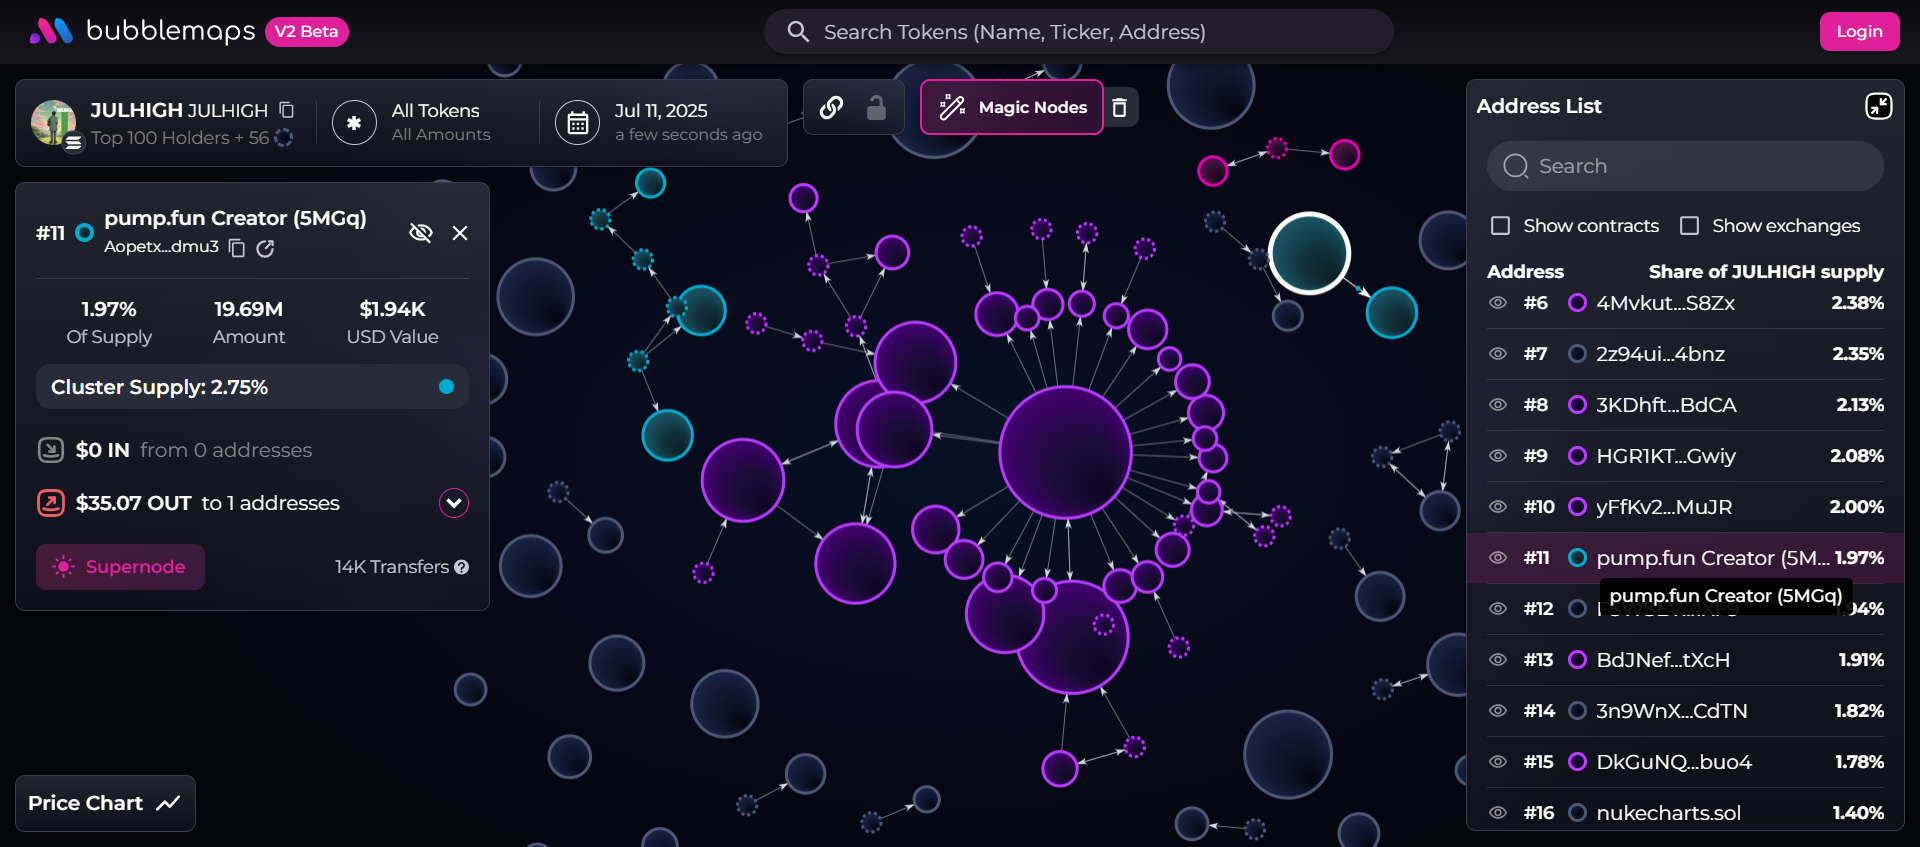 bubblemaps V2 Beta
Search Tokens (Name, Ticker, Address)
Login
JULHIGH JULHIGH
Top 100 Holders + 56
All Tokens
All Amounts
Jul 11, 2025
a few seconds ago
Magic Nodes
#11 pump.fun Creator (5MGq)
Aopetx...dmu3
1.97% 19.69M $1.94K
Of Supply Amount USD Value
Cluster Supply: 2.75%
$0 IN from 0 addresses
$35.07 OUT to 1 addresses
Supernode 14K Transfers
Price Chart
Address List
Search
Show contracts Show exchanges
Address Share of JULHIGH supply
#6 4Mvkut...S8Zx 2.38%
#7 2z94ui...4bnz 2.35%
#8 3KDhft...BdCA 2.13%
#9 HGR1KT...Gwiy 2.08%
#10 yFfKv2...MuJR 2.00%
#11 pump.fun Creator (5M... 1.97%
pump.fun Creator (5MGq)
#12
#13 BdJNef...tXcH 1.91%
#14 3n9WnX...CdTN 1.82%
#15 DkGuNQ...buo4 1.78%
#16 nukecharts.sol 1.40%